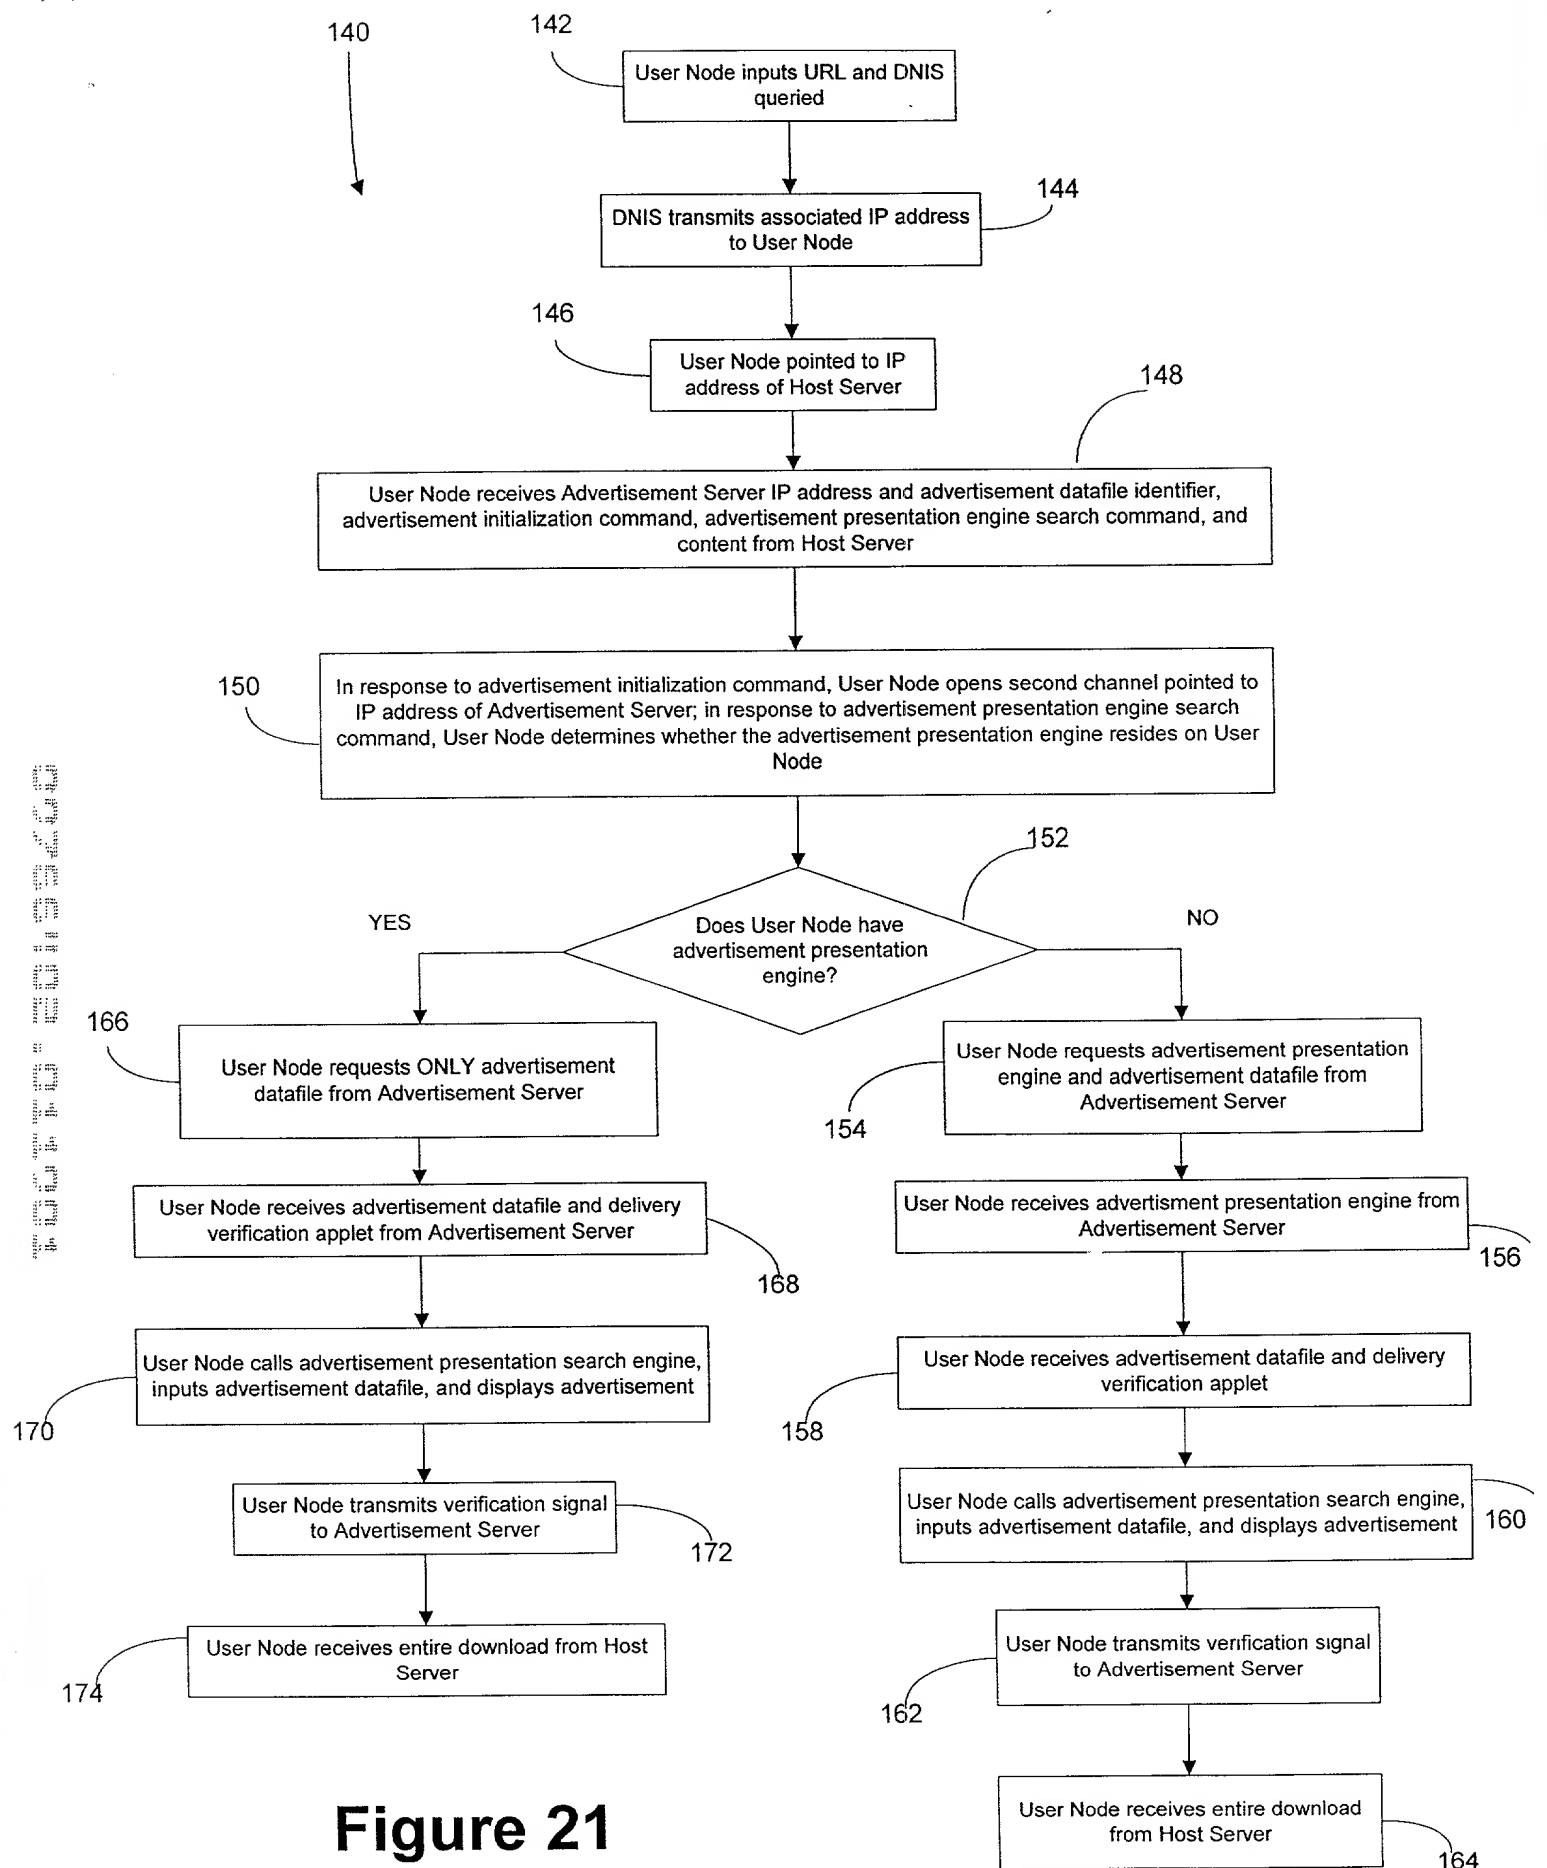 140
142
User Node inputs URL and DNIS
queried
144
DNIS transmits associated IP address
to User Node
146
User Node pointed to IP
address of Host Server
148
User Node receives Advertisement Server IP address and advertisement datafile identifier,
advertisement initialization command, advertisement presentation engine search command, and
content from Host Server
150
In response to advertisement initialization command, User Node opens second channel pointed to
IP address of Advertisement Server; in response to advertisement presentation engine search
command, User Node determines whether the advertisement presentation engine resides on User
Node
152
YES
NO
Does User Node have
advertisement presentation
engine?
166
User Node requests ONLY advertisement
datafile from Advertisement Server
User Node requests advertisement presentation
engine and advertisement datafile from
Advertisement Server
154
User Node receives advertisement datafile and delivery
verification applet from Advertisement Server
168
User Node receives advertisment presentation engine from
Advertisement Server
156
User Node calls advertisement presentation search engine,
inputs advertisement datafile, and displays advertisement
170
User Node receives advertisement datafile and delivery
verification applet
158
User Node transmits verification signal
to Advertisement Server
172
User Node calls advertisement presentation search engine,
inputs advertisement datafile, and displays advertisement
160
User Node receives entire download from Host
Server
174
User Node transmits verification signal
to Advertisement Server
162
User Node receives entire download
from Host Server
164
Figure 21